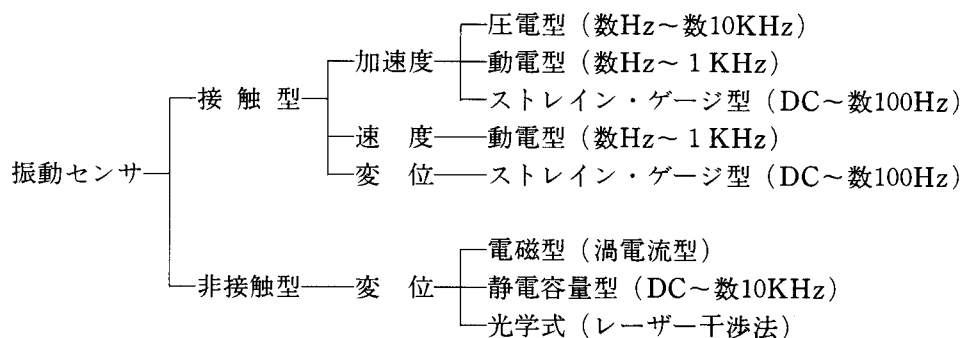 圧電型（数Hz～数10KHz）
加速度 動電型（数Hz～1KHz）
接触型 ストレイン・ゲージ型（DC～数100Hz）
速度 動電型（数Hz～1KHz）
振動センサ 変位 ストレイン・ゲージ型（DC～数100Hz）
電磁型（渦電流型）
非接触型 変位 静電容量型（DC～数10KHz）
光学式（レーザー干渉法）